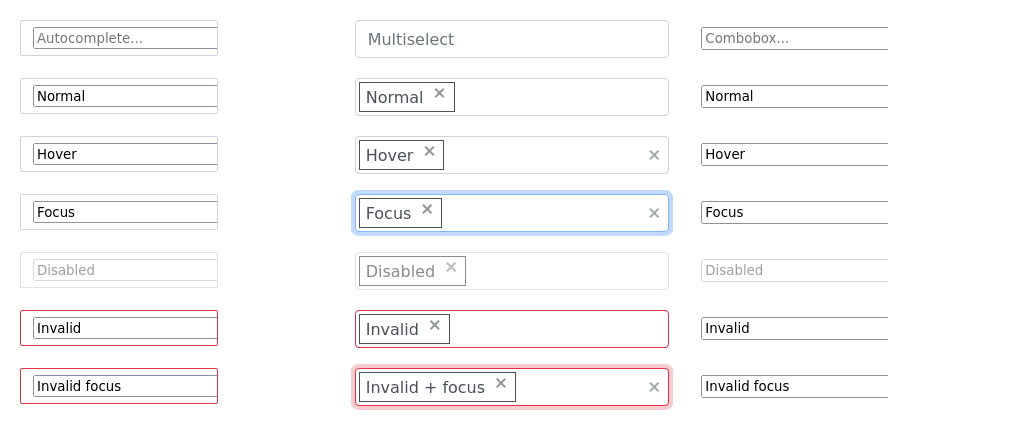 Autocomplete... Multiselect Combobox...
Normal Normal × Normal
Hover Hover × × Hover
Focus Focus × × Focus
Disabled Disabled × Disabled
Invalid Invalid × Invalid
Invalid focus Invalid + focus × × Invalid focus